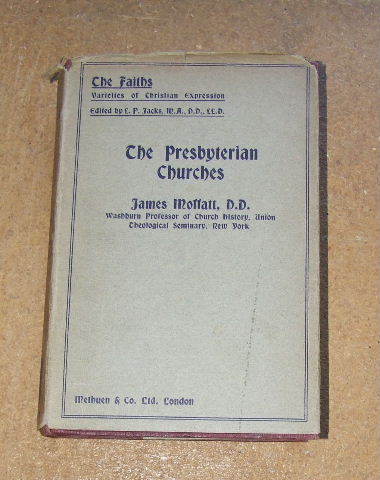 The Faiths
Varieties of Christian Expression
Edited by L. P. Jacks, M.A., D.D., LL.D.
The Presbyterian
Churches
James Moffatt, D.D.
Washburn Professor of Church History, Union
Theological Seminary, New York
Methuen & Co. Ltd. London